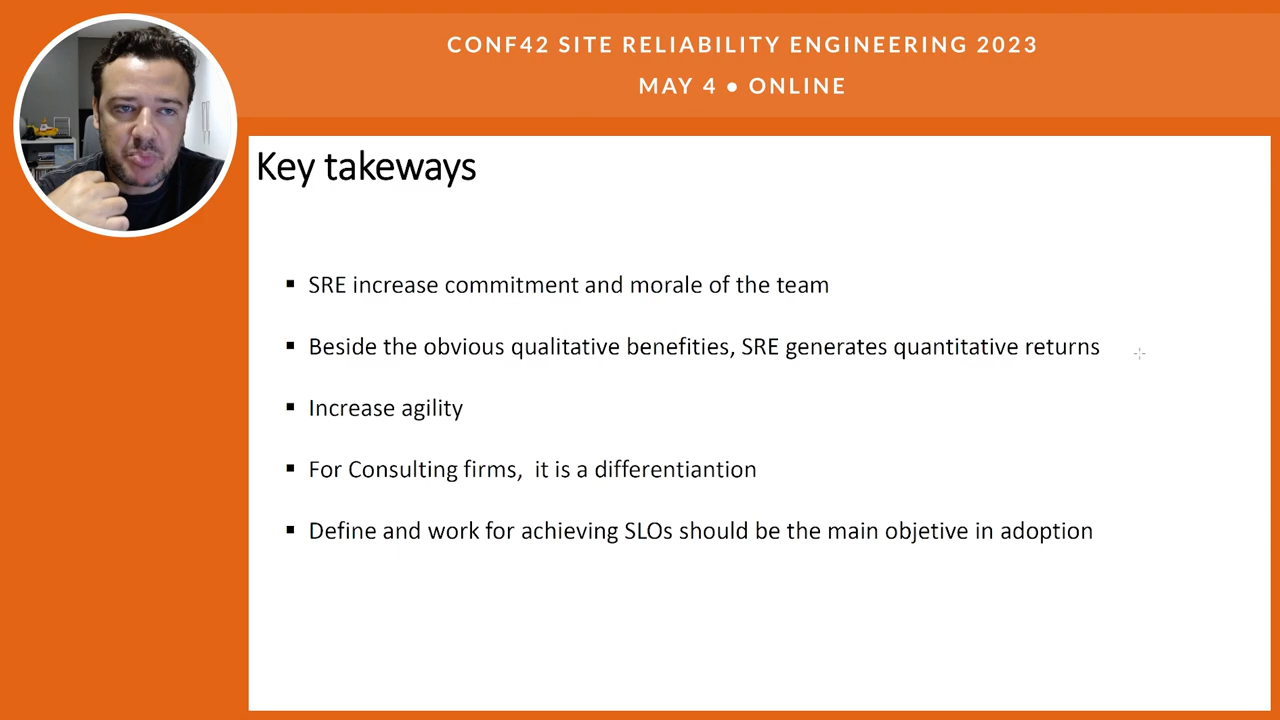 CONF42 SITE RELIABILITY ENGINEERING 2023
MAY 4 ● ONLINE
Key takeways
▪ SRE increase commitment and morale of the team
▪ Beside the obvious qualitative benefities, SRE generates quantitative returns
▪ Increase agility
▪ For Consulting firms, it is a differentiantion
▪ Define and work for achieving SLOs should be the main objetive in adoption